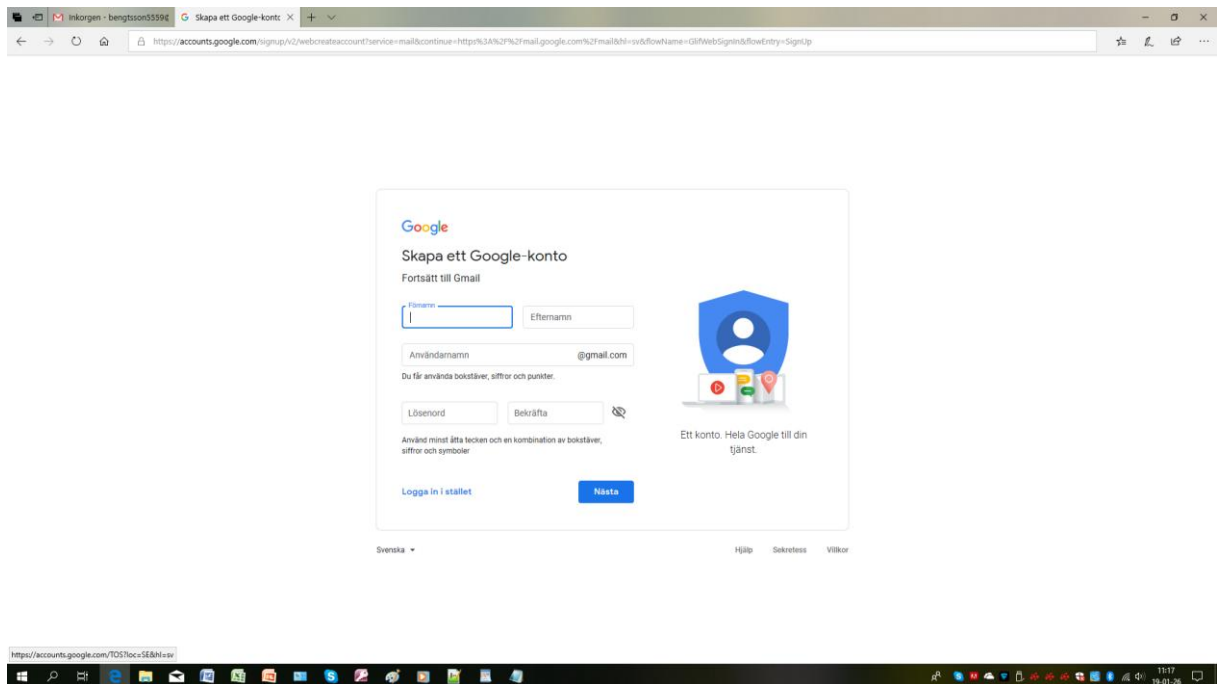 Inkorgen - bengtsson5559@
Skapa ett Google-kontc
https://accounts.google.com/signup/v2/webcreateaccount?service=mail&continue=https%3A%2F%2Fmail.google.com%2Fmail&hl=sv&flowName=GlifWebSignIn&flowEntry=SignUp
Google
Skapa ett Google-konto
Fortsätt till Gmail
Förnamn
Efternamn
Användarnamn @gmail.com
Du får använda bokstäver, siffror och punkter.
Lösenord Bekräfta
Använd minst åtta tecken och en kombination av bokstäver,
siffror och symboler
Logga in i stället Nästa
Ett konto. Hela Google till din
tjänst.
Svenska Hjälp Sekretess Villkor
https://accounts.google.com/TOS?loc=SE&hl=sv
11:17
19-01-26